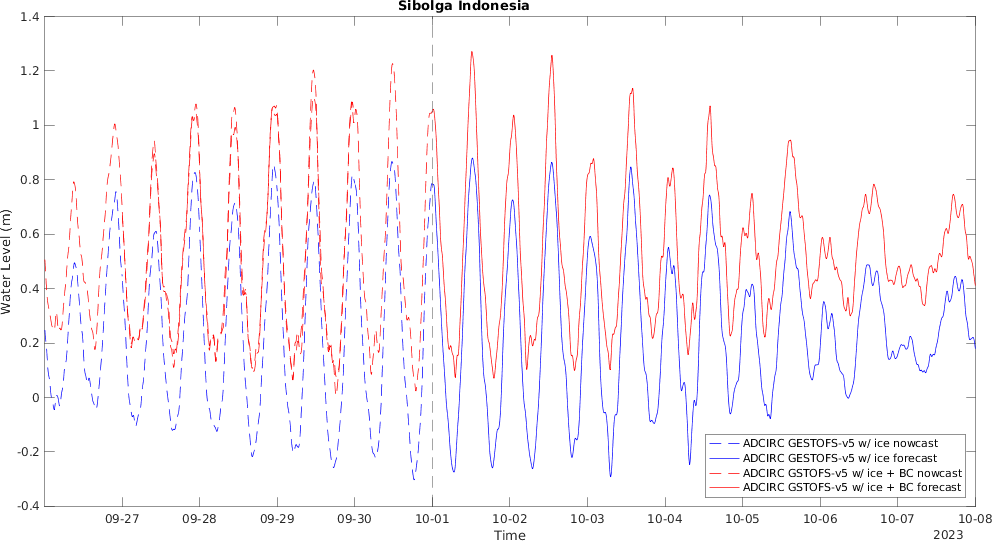 Sibolga Indonesia
Water Level (m)
1.4
1.2
1
0.8
0.6
0.4
0.2
0
-0.2
-0.4
ADCIRC GESTOFS-v5 w/ ice nowcast
ADCIRC GESTOFS-v5 w/ ice forecast
ADCIRC GSTOFS-v5 w/ ice + BC nowcast
ADCIRC GSTOFS-v5 w/ ice + BC forecast
09-27 09-28 09-29 09-30 10-01 10-02 10-03 10-04 10-05 10-06 10-07 10-08
Time
2023